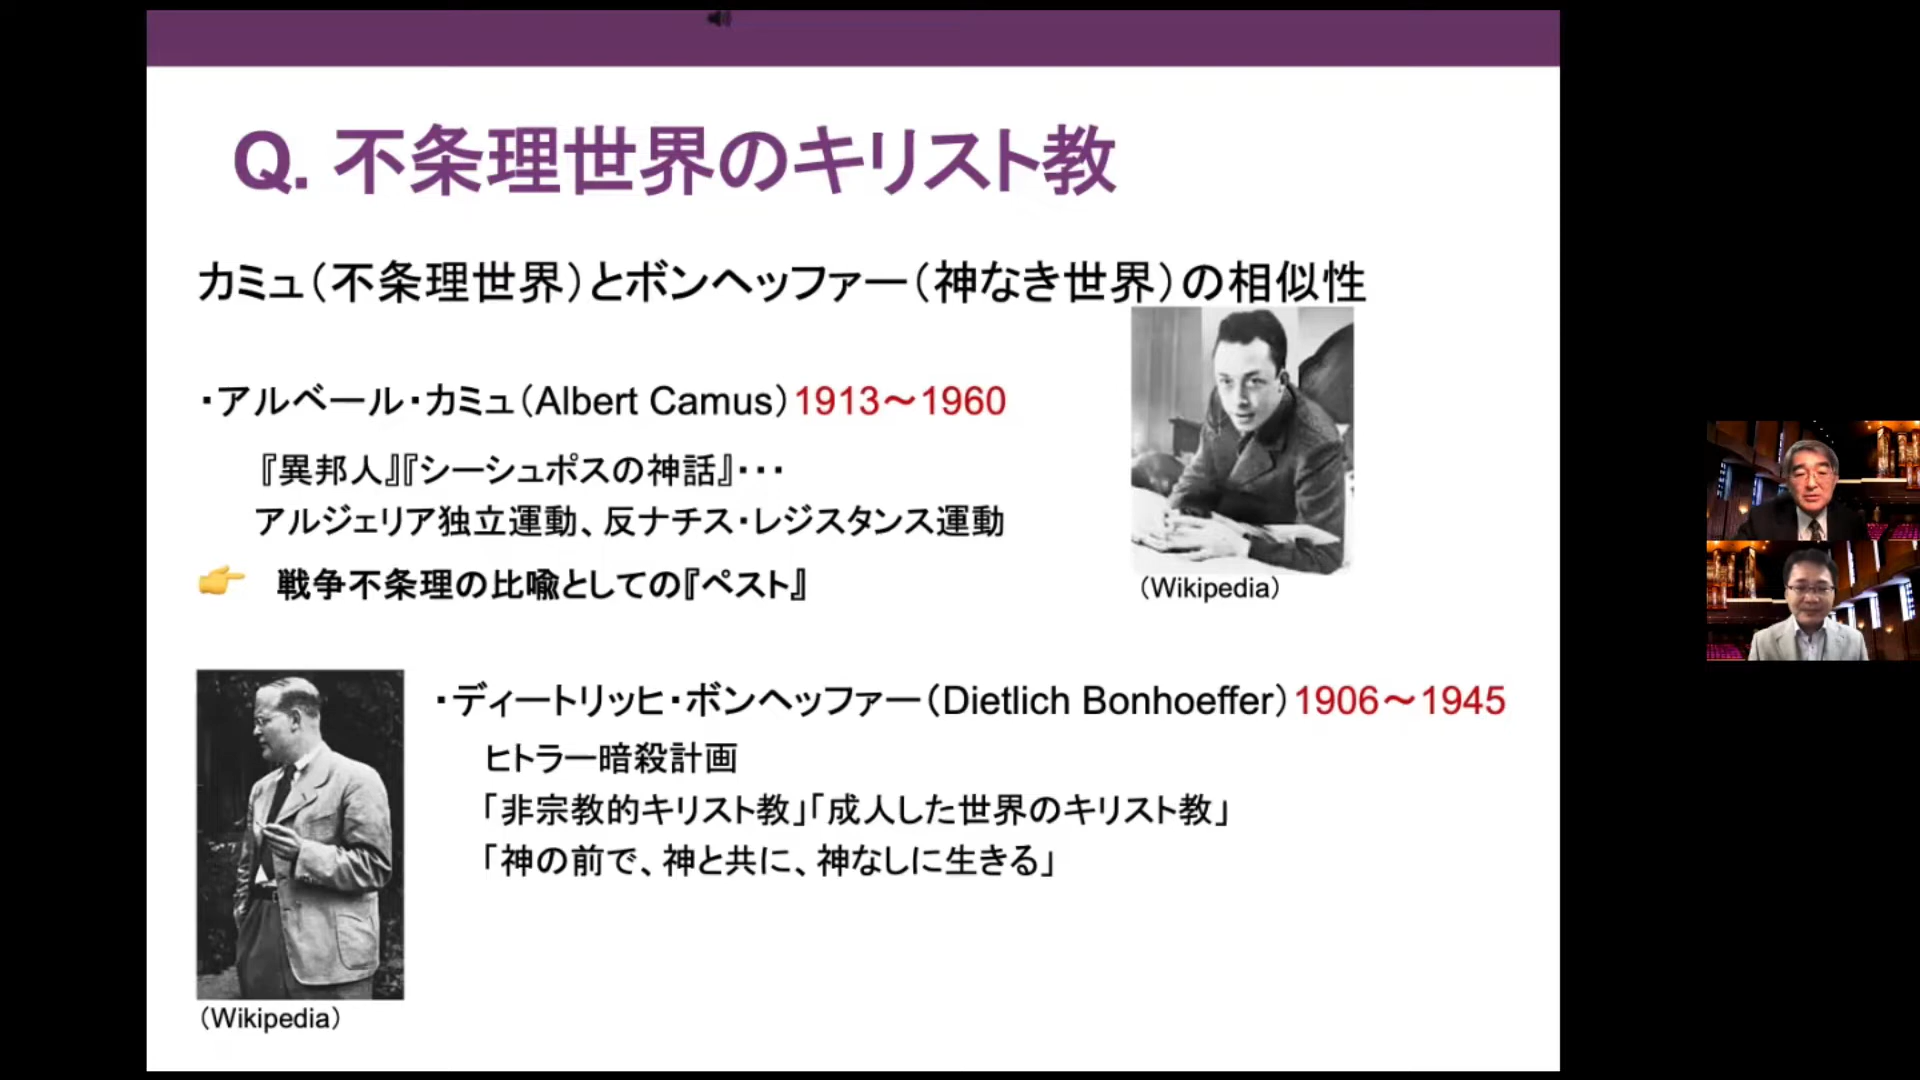 Q. 不条理世界のキリスト教
カミュ（不条理世界）とボンヘッファー（神なき世界）の相似性
・アルベール・カミュ（Albert Camus）1913～1960
『異邦人』『シーシュポスの神話』・・・
アルジェリア独立運動、反ナチス・レジスタンス運動
👉 戦争不条理の比喩としての『ペスト』
（Wikipedia）
・ディートリッヒ・ボンヘッファー（Dietlich Bonhoeffer）1906～1945
ヒトラー暗殺計画
「非宗教的キリスト教」「成人した世界のキリスト教」
「神の前で、神と共に、神なしに生きる」
（Wikipedia）